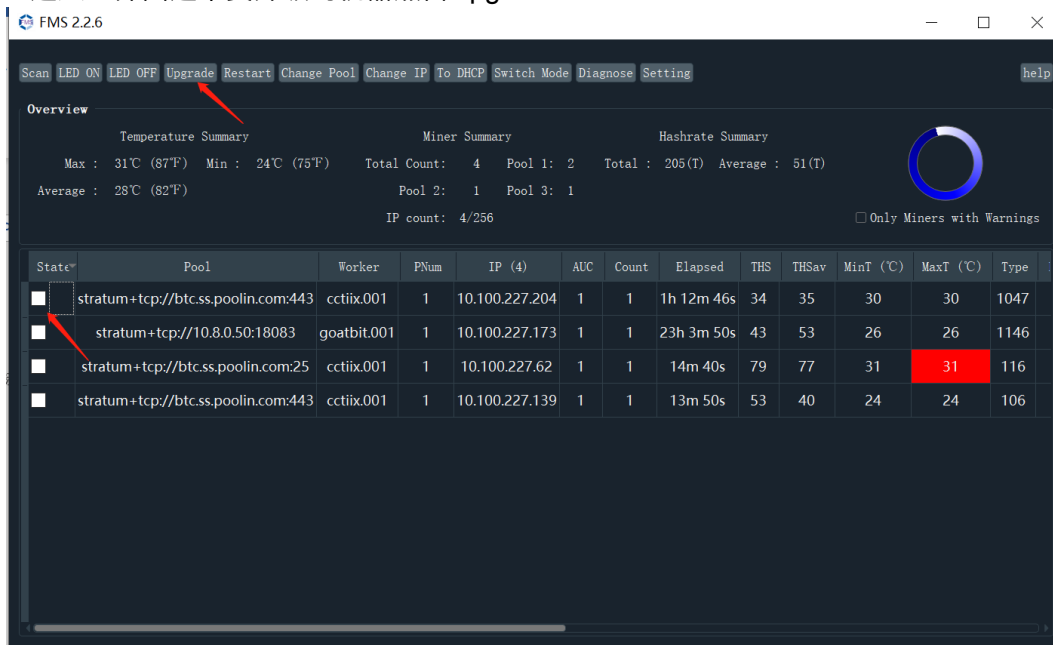 FMS 2.2.6
Scan LED ON LED OFF Upgrade Restart Change Pool Change IP To DHCP Switch Mode Diagnose Setting help
Overview
Temperature Summary Miner Summary Hashrate Summary
Max : 31℃ (87℉) Min : 24℃ (75℉) Total Count: 4 Pool 1: 2 Total : 205(T) Average : 51(T)
Average : 28℃ (82℉) Pool 2: 1 Pool 3: 1
IP count: 4/256 Only Miners with Warnings
State Pool Worker PNum IP (4) AUC Count Elapsed THS THSav MinT (℃) MaxT (℃) Type
stratum+tcp://btc.ss.poolin.com:443 cctiix.001 1 10.100.227.204 1 1 1h 12m 46s 34 35 30 30 1047
stratum+tcp://10.8.0.50:18083 goatbit.001 1 10.100.227.173 1 1 23h 3m 50s 43 53 26 26 1146
stratum+tcp://btc.ss.poolin.com:25 cctiix.001 1 10.100.227.62 1 1 14m 40s 79 77 31 31 116
stratum+tcp://btc.ss.poolin.com:443 cctiix.001 1 10.100.227.139 1 1 13m 50s 53 40 24 24 106